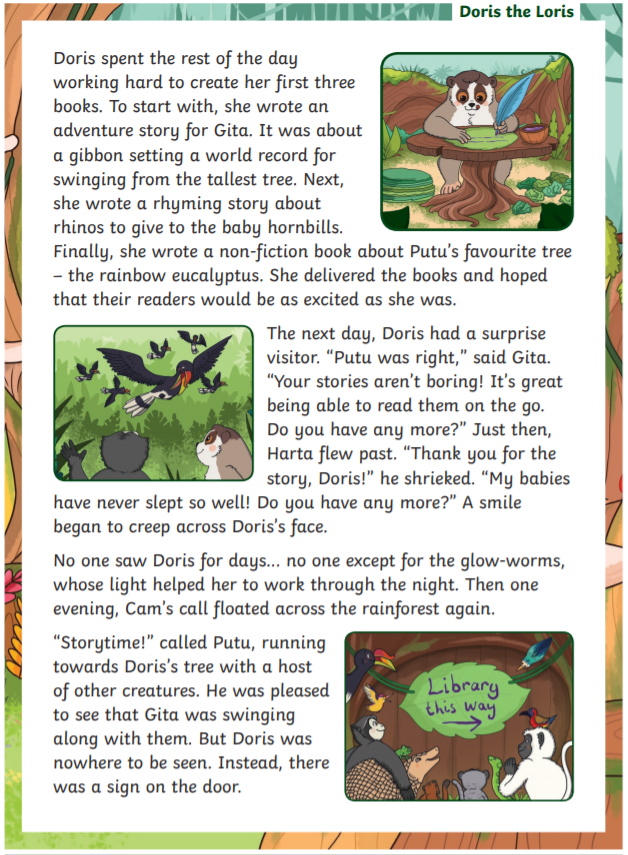 Doris the Loris
Doris spent the rest of the day
working hard to create her first three
books. To start with, she wrote an
adventure story for Gita. It was about
a gibbon setting a world record for
swinging from the tallest tree. Next,
she wrote a rhyming story about
rhinos to give to the baby hornbills.
Finally, she wrote a non-fiction book about Putu’s favourite tree
– the rainbow eucalyptus. She delivered the books and hoped
that their readers would be as excited as she was.
The next day, Doris had a surprise
visitor. “Putu was right,” said Gita.
“Your stories aren’t boring! It’s great
being able to read them on the go.
Do you have any more?” Just then,
Harta flew past. “Thank you for the
story, Doris!” he shrieked. “My babies
have never slept so well! Do you have any more?” A smile
began to creep across Doris’s face.
No one saw Doris for days... no one except for the glow-worms,
whose light helped her to work through the night. Then one
evening, Cam’s call floated across the rainforest again.
“Storytime!” called Putu, running
towards Doris’s tree with a host
of other creatures. He was pleased
to see that Gita was swinging
along with them. But Doris was
nowhere to be seen. Instead, there
was a sign on the door.
Library
this way